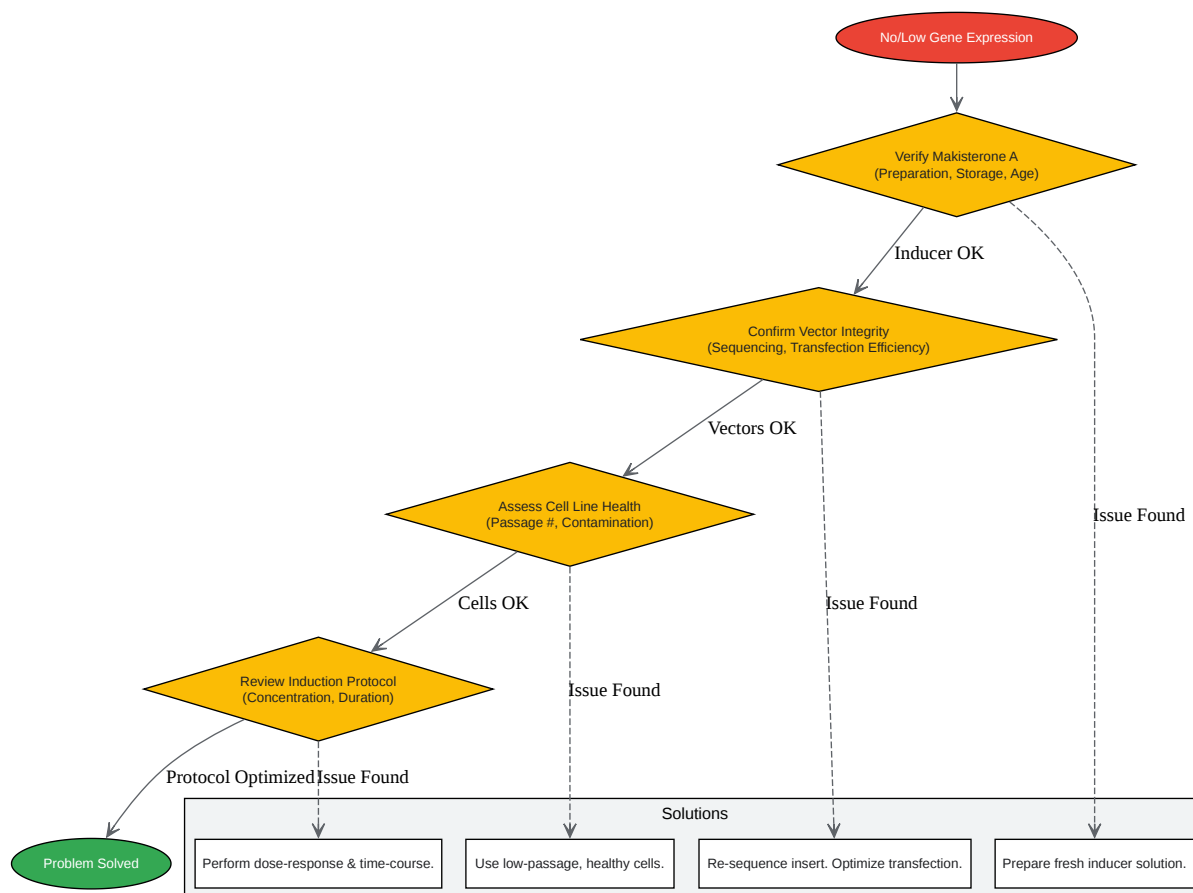 No/Low Gene Expression
Verify Makisterone A
(Preparation, Storage, Age)
Inducer OK
Confirm Vector Integrity
(Sequencing, Transfection Efficiency)
Vectors OK
Assess Cell Line Health
(Passage #, Contamination)
Issue Found
Cells OK
Issue Found
Review Induction Protocol
(Concentration, Duration)
Issue Found
Protocol Optimized
Issue Found
Solutions
Problem Solved
Perform dose-response & time-course.
Use low-passage, healthy cells.
Re-sequence insert. Optimize transfection.
Prepare fresh inducer solution.